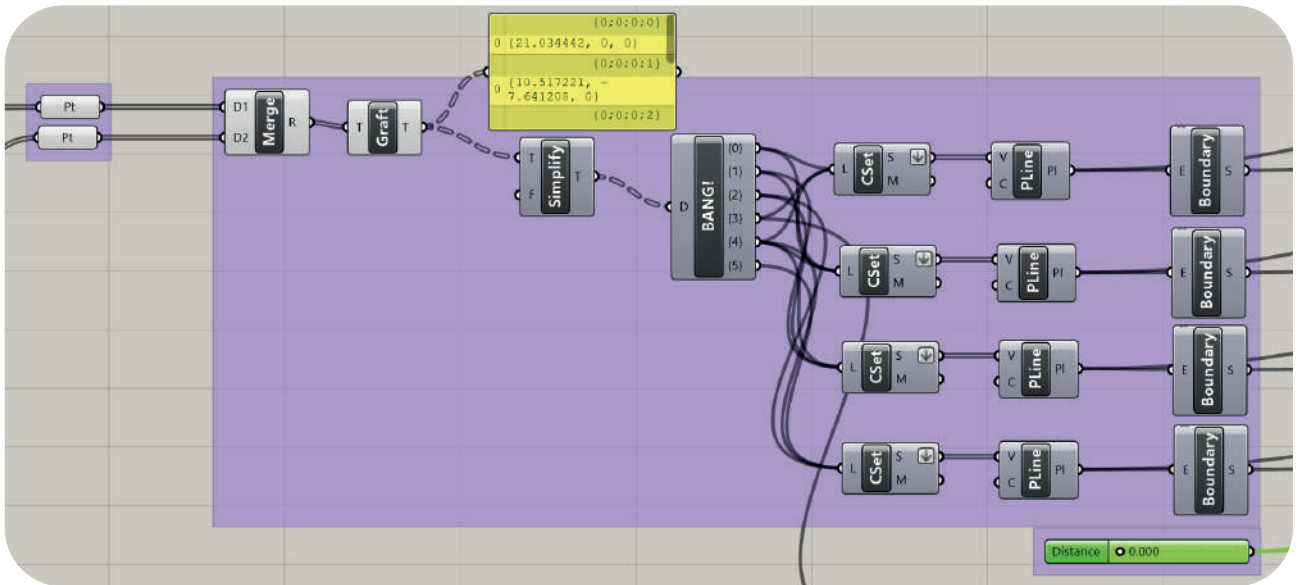 {0;0;0;0}
0 {21.034442, 0, 0}
{0;0;0;1}
0 {10.517221, -
7.641208, 0}
{0;0;0;2}
Pt
Pt
D1
D2
Merge
R
T
Graft
T
T
F
Simplify
T
D
BANG!
{0}
{1}
{2}
{3}
{4}
{5}
L
CSet
S
M
V
C
PLine
Pl
E
Boundary
S
L
CSet
S
M
V
C
PLine
Pl
E
Boundary
S
L
CSet
S
M
V
C
PLine
Pl
E
Boundary
S
L
CSet
S
M
V
C
PLine
Pl
E
Boundary
S
Distance
0.000